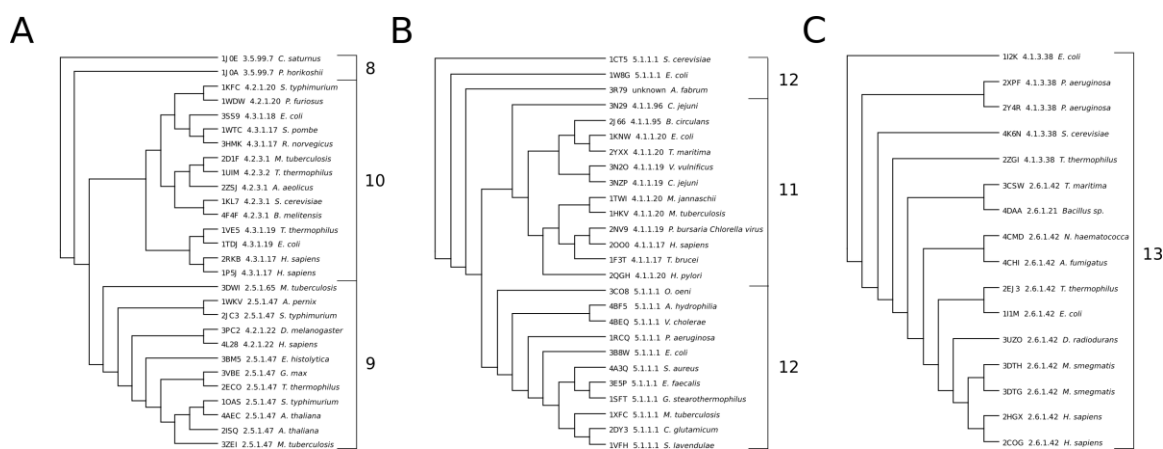 A
1J0E 3.5.99.7 C. saturnus
1J0A 3.5.99.7 P. horikoshii
8
1KFC 4.2.1.20 S. typhimurium
1WDW 4.2.1.20 P. furiosus
3SS9 4.3.1.18 E. coli
1WTC 4.3.1.17 S. pombe
3HMK 4.3.1.17 R. norvegicus
2D1F 4.2.3.1 M. tuberculosis
1UIM 4.2.3.2 T. thermophilus
2ZSJ 4.2.3.1 A. aeolicus
1KL7 4.2.3.1 S. cerevisiae
4F4F 4.2.3.1 B. melitensis
1VE5 4.3.1.19 T. thermophilus
1TDJ 4.3.1.19 E. coli
2RKB 4.3.1.17 H. sapiens
1P5J 4.3.1.17 H. sapiens
10
3DWI 2.5.1.65 M. tuberculosis
1WKV 2.5.1.47 A. pernix
2JC3 2.5.1.47 S. typhimurium
3PC2 4.2.1.22 D. melanogaster
4L28 4.2.1.22 H. sapiens
3BM5 2.5.1.47 E. histolytica
3VBE 2.5.1.47 G. max
2ECO 2.5.1.47 T. thermophilus
1OAS 2.5.1.47 S. typhimurium
4AEC 2.5.1.47 A. thaliana
2ISQ 2.5.1.47 A. thaliana
3ZEI 2.5.1.47 M. tuberculosis
9
B
1CT5 5.1.1.1 S. cerevisiae
1W8G 5.1.1.1 E. coli
3R79 unknown A. fabrum
12
3N29 4.1.1.96 C. jejuni
2J66 4.1.1.95 B. circulans
1KNW 4.1.1.20 E. coli
2YXX 4.1.1.20 T. maritima
3N2O 4.1.1.19 V. vulnificus
3NZP 4.1.1.19 C. jejuni
1TWI 4.1.1.20 M. jannaschii
1HKV 4.1.1.20 M. tuberculosis
2NV9 4.1.1.19 P. bursaria Chlorella virus
2OO0 4.1.1.17 H. sapiens
1F3T 4.1.1.17 T. brucei
2QGH 4.1.1.20 H. pylori
11
3CO8 5.1.1.1 O. oeni
4BF5 5.1.1.1 A. hydrophilia
4BEQ 5.1.1.1 V. cholerae
1RCQ 5.1.1.1 P. aeruginosa
3B8W 5.1.1.1 E. coli
4A3Q 5.1.1.1 S. aureus
3E5P 5.1.1.1 E. faecalis
1SFT 5.1.1.1 G. stearothermophilus
1XFC 5.1.1.1 M. tuberculosis
2DY3 5.1.1.1 C. glutamicum
1VFH 5.1.1.1 S. lavendulae
12
C
1I2K 4.1.3.38 E. coli
2XPF 4.1.3.38 P. aeruginosa
2Y4R 4.1.3.38 P. aeruginosa
4K6N 4.1.3.38 S. cerevisiae
2ZGI 4.1.3.38 T. thermophilus
3CSW 2.6.1.42 T. maritima
4DAA 2.6.1.21 Bacillus sp.
4CMD 2.6.1.42 N. haematococca
4CHI 2.6.1.42 A. fumigatus
2EJ3 2.6.1.42 T. thermophilus
1I1M 2.6.1.42 E. coli
3UZO 2.6.1.42 D. radiodurans
3DTH 2.6.1.42 M. smegmatis
3DTG 2.6.1.42 M. smegmatis
2HGX 2.6.1.42 H. sapiens
2COG 2.6.1.42 H. sapiens
13